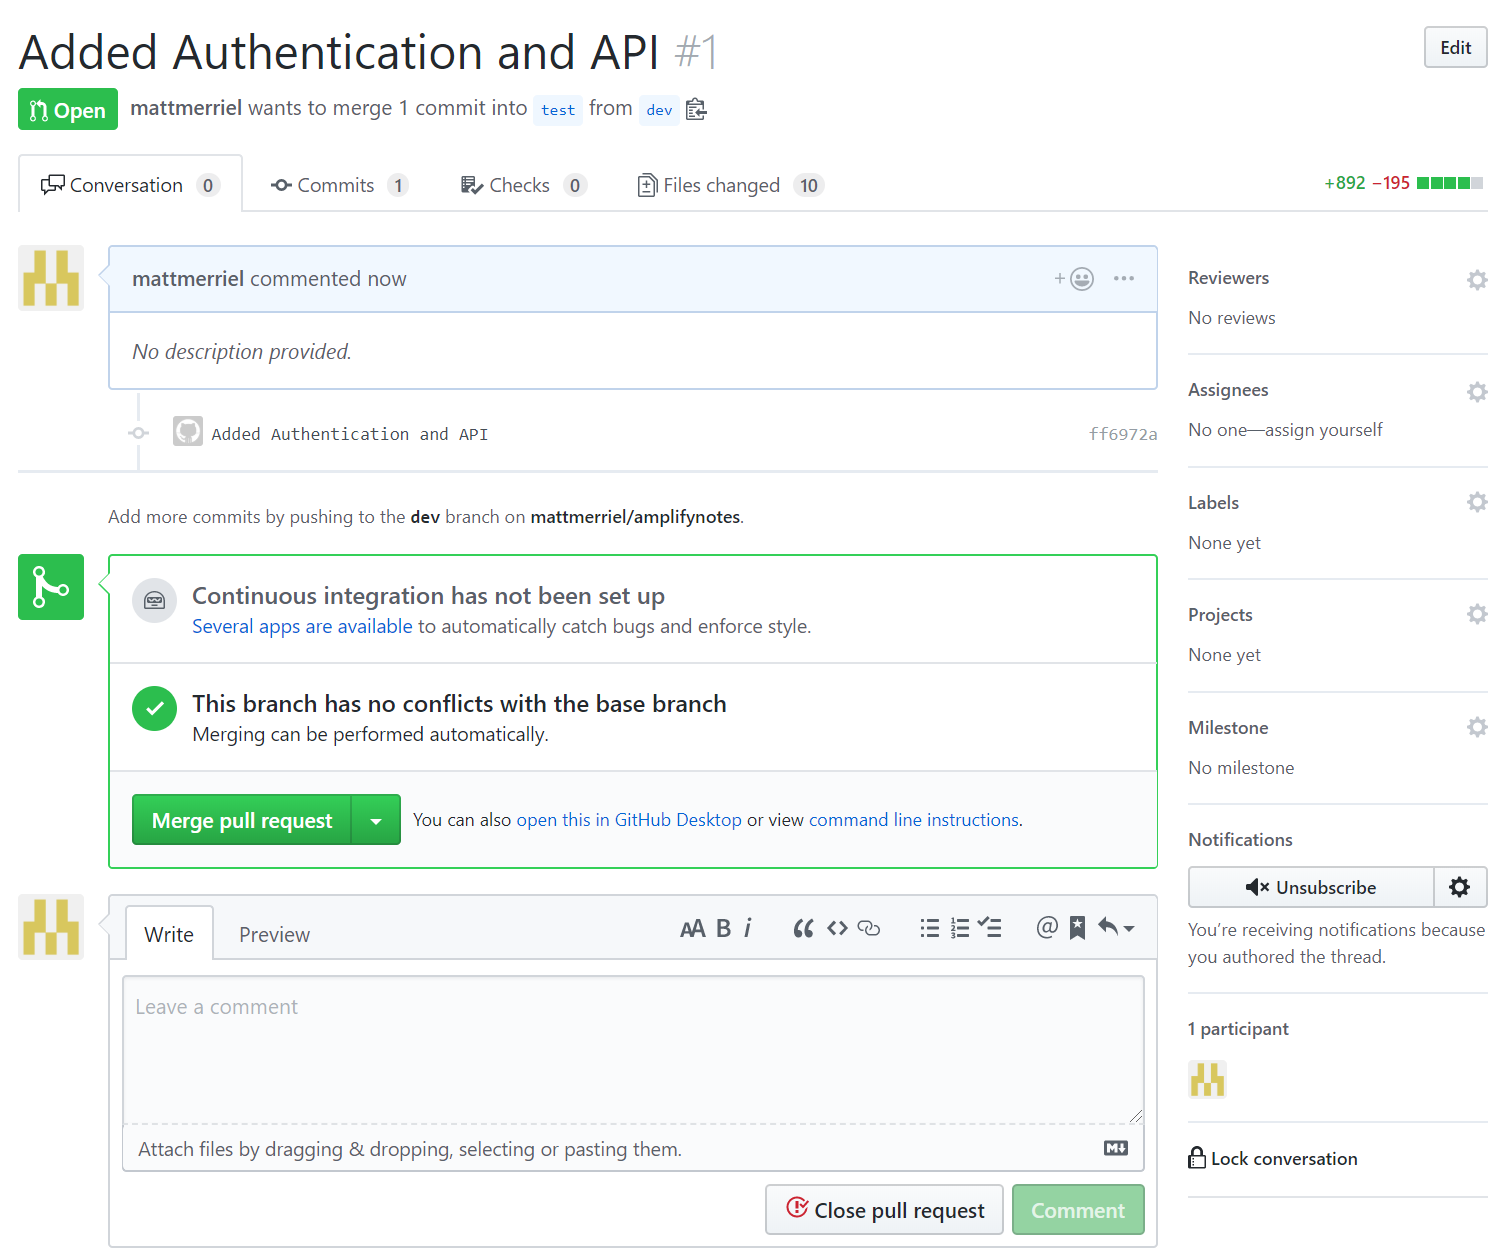 Added Authentication and API #1
Edit
Open mattmerriel wants to merge 1 commit into test from dev
Conversation 0 Commits 1 Checks 0 Files changed 10
+892 −195
mattmerriel commented now
No description provided.
Added Authentication and API ff6972a
Add more commits by pushing to the dev branch on mattmerriel/amplifynotes.
Continuous integration has not been set up
Several apps are available to automatically catch bugs and enforce style.
This branch has no conflicts with the base branch
Merging can be performed automatically.
Merge pull request You can also open this in GitHub Desktop or view command line instructions.
Write Preview AA B i
Leave a comment
Attach files by dragging & dropping, selecting or pasting them.
Close pull request Comment
Reviewers
No reviews
Assignees
No one—assign yourself
Labels
None yet
Projects
None yet
Milestone
No milestone
Notifications
Unsubscribe
You’re receiving notifications because
you authored the thread.
1 participant
Lock conversation